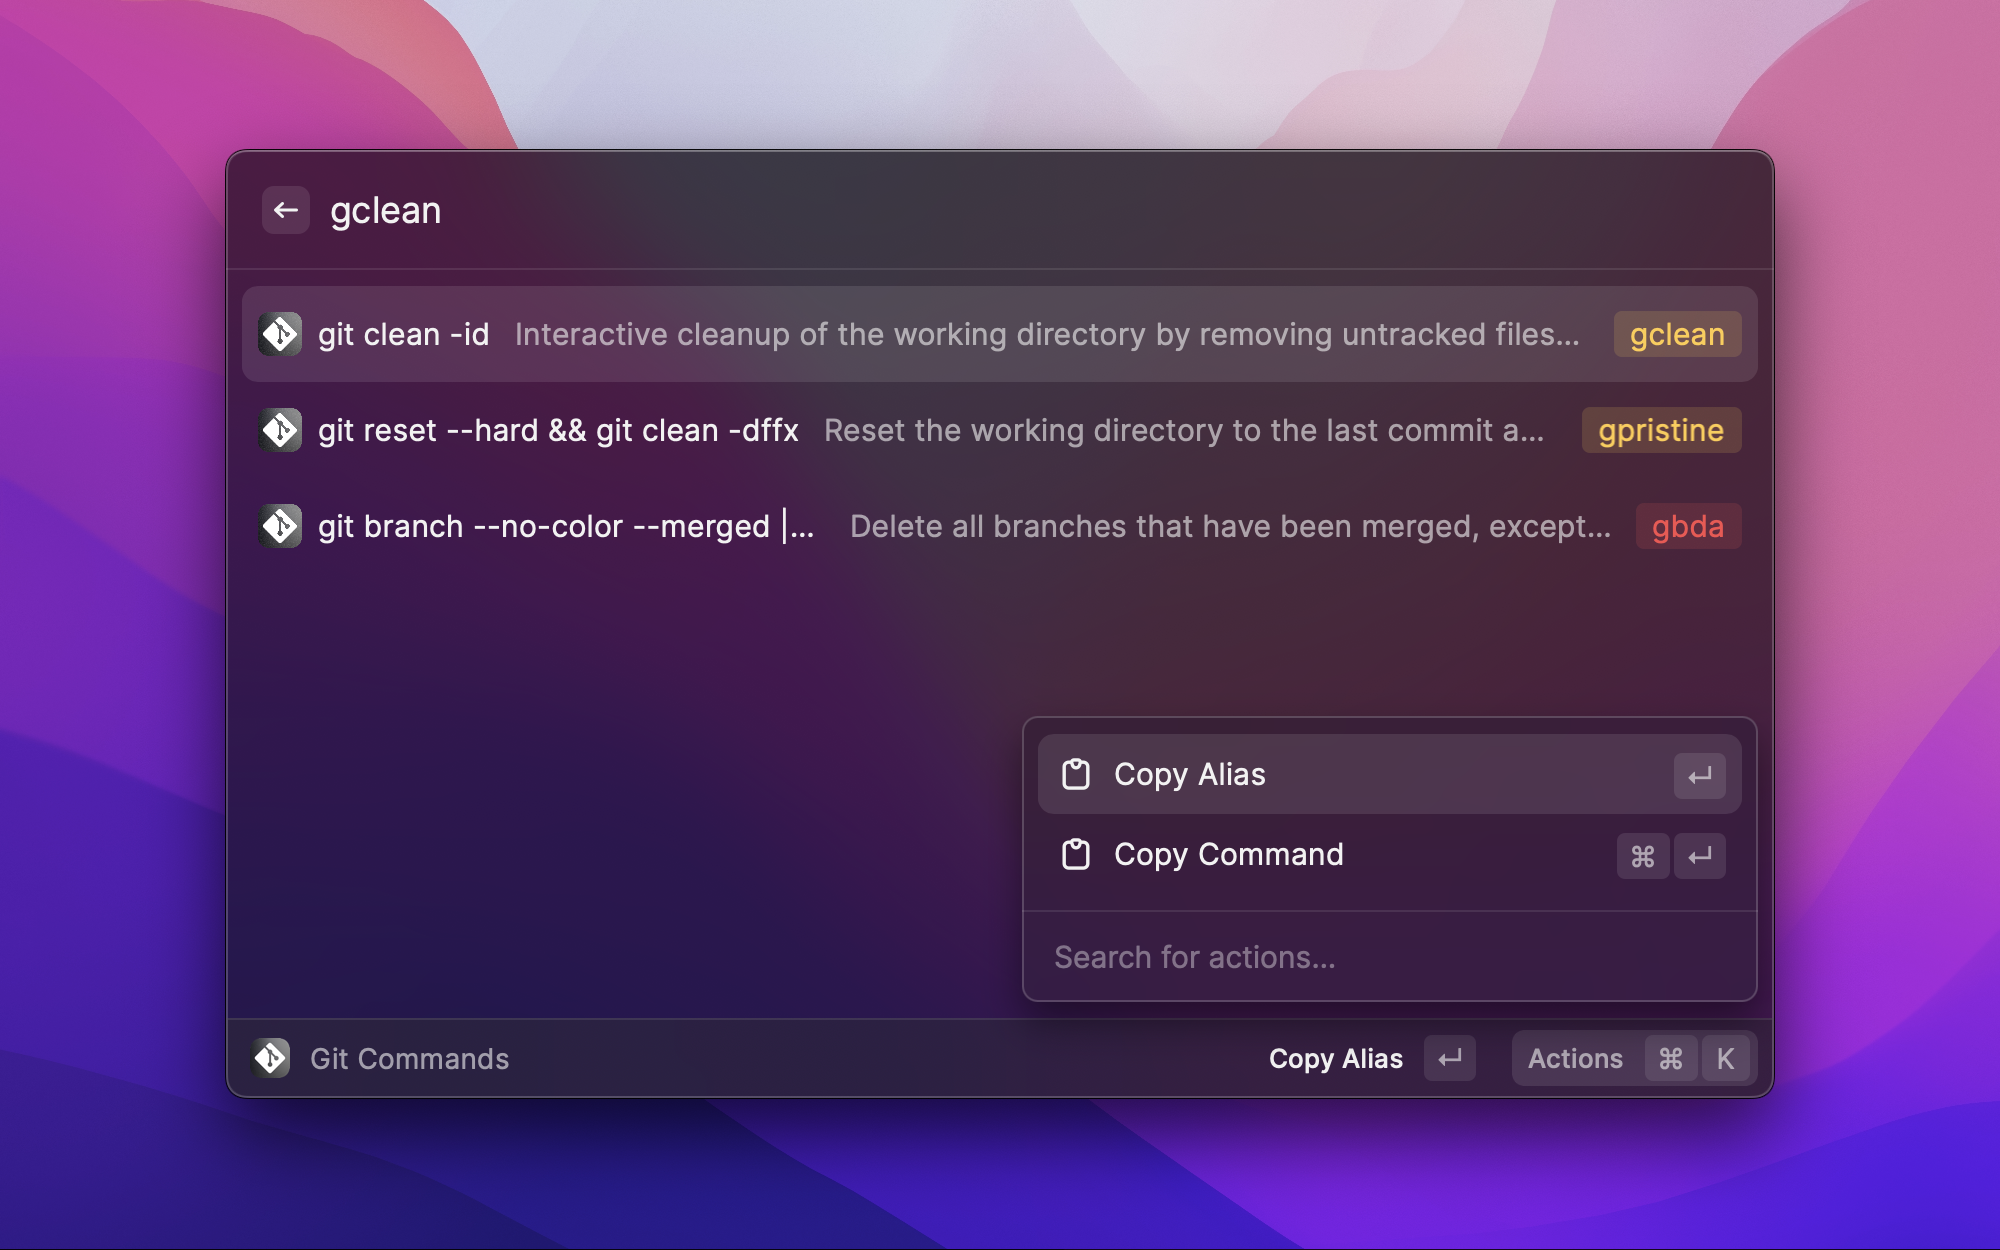 gclean
git clean -id Interactive cleanup of the working directory by removing untracked files... gclean
git reset --hard && git clean -dffx Reset the working directory to the last commit a... gpristine
git branch --no-color --merged |... Delete all branches that have been merged, except... gbda
Copy Alias ↵
Copy Command ⌘ ↵
Search for actions...
Git Commands Copy Alias ↵ Actions ⌘ K